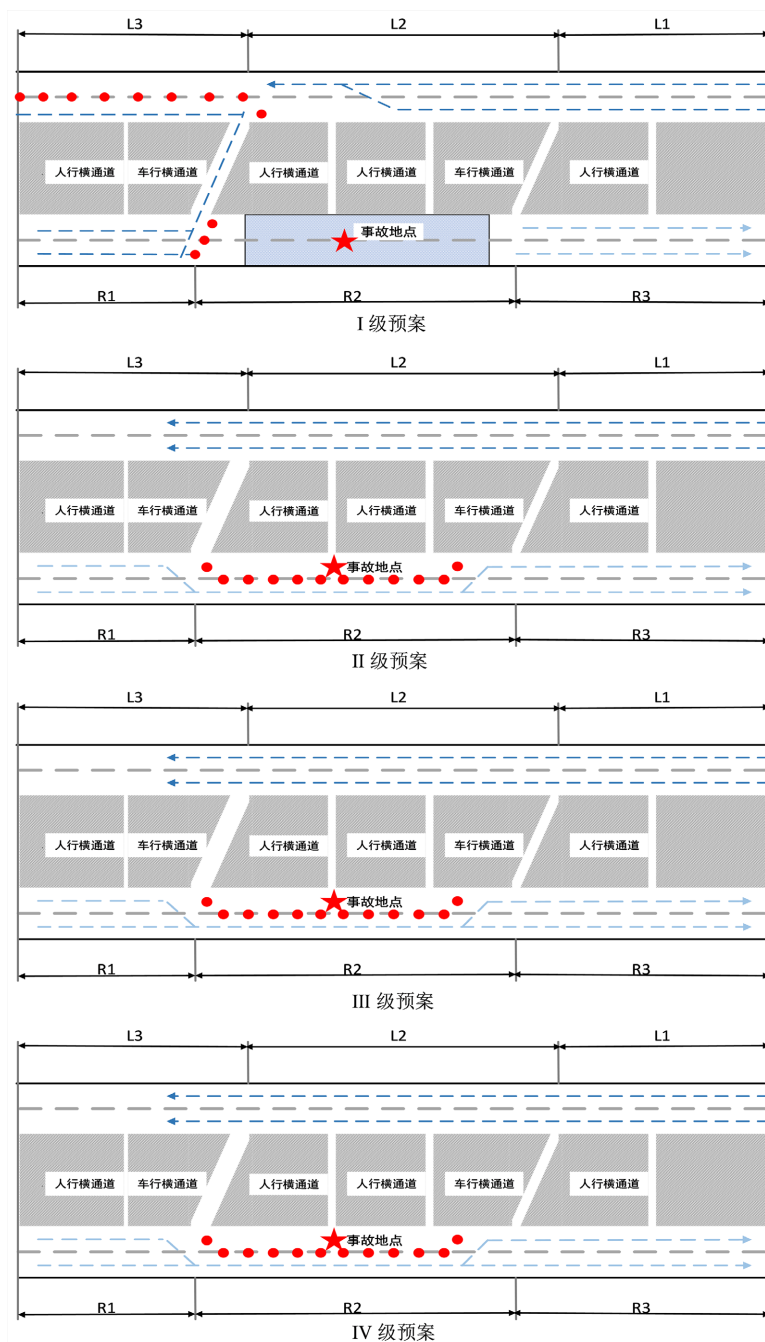 L3 L2 L1
人行横通道 车行横通道 人行横通道 人行横通道 车行横通道 人行横通道
事故地点
R1 R2 R3
I 级预案
L3 L2 L1
人行横通道 车行横通道 人行横通道 人行横通道 车行横通道 人行横通道
事故地点
R1 R2 R3
II 级预案
L3 L2 L1
人行横通道 车行横通道 人行横通道 人行横通道 车行横通道 人行横通道
事故地点
R1 R2 R3
III 级预案
L3 L2 L1
人行横通道 车行横通道 人行横通道 人行横通道 车行横通道 人行横通道
事故地点
R1 R2 R3
IV 级预案